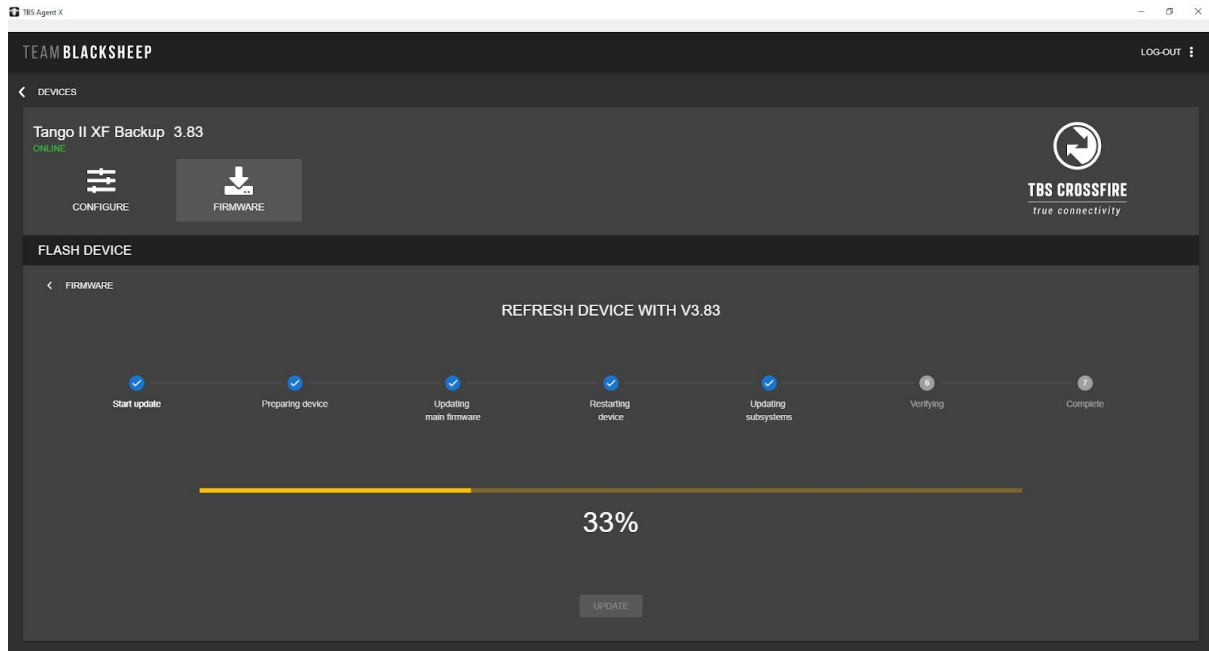 TBS Agent X
TEAM BLACKSHEEP
LOG-OUT
DEVICES
Tango II XF Backup 3.83
ONLINE
CONFIGURE
FIRMWARE
TBS CROSSFIRE
true connectivity
FLASH DEVICE
FIRMWARE
REFRESH DEVICE WITH V3.83
Start update
Preparing device
Updating
main firmware
Restarting
device
Updating
subsystems
6
Verifying
7
Complete
33%
UPDATE